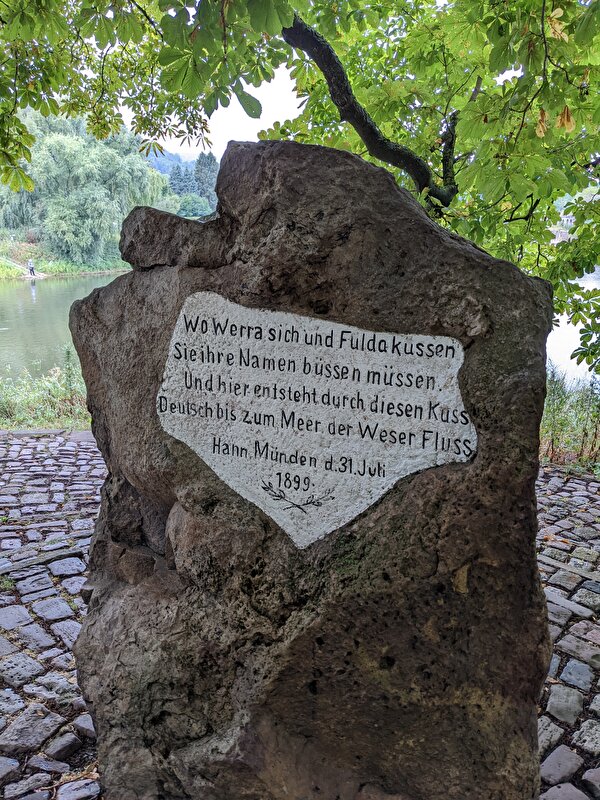 Wo Werra sich und Fulda küssen
Sie ihre Namen büssen müssen.
Und hier entsteht durch diesen Kuss
Deutsch bis zum Meer der Weser Fluss.
Hann. Münden d. 31. Juli
1899.